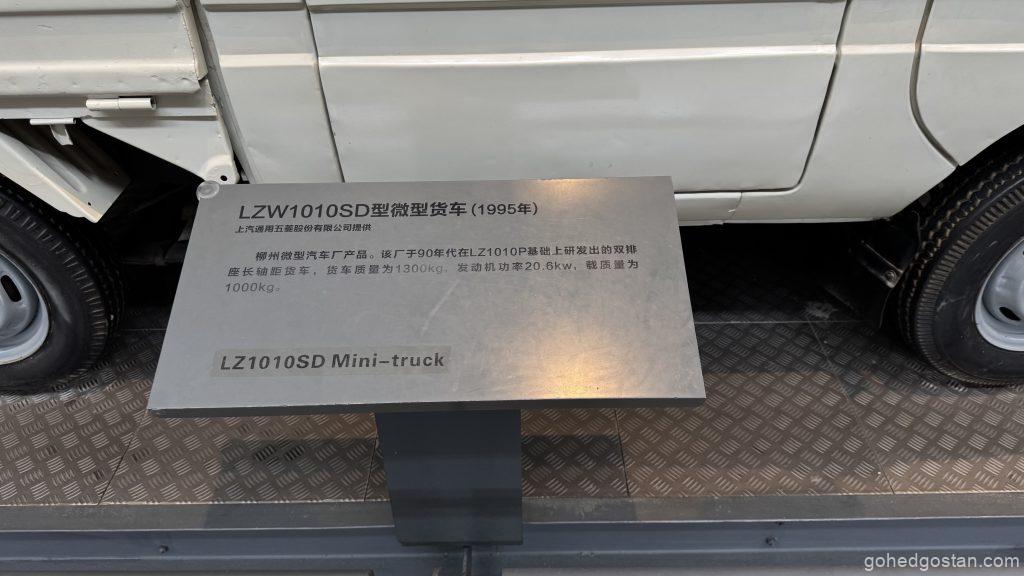 LZW1010SD型微型货车（1995年）
上汽通用五菱股份有限公司提供
柳州微型汽车厂产品。该厂于90年代在LZ1010P基础上研发出的双排
座长轴距货车，货车质量为1300kg，发动机功率20.6kw，载质量为
1000kg。
LZ1010SD Mini-truck
gohedgostan.com